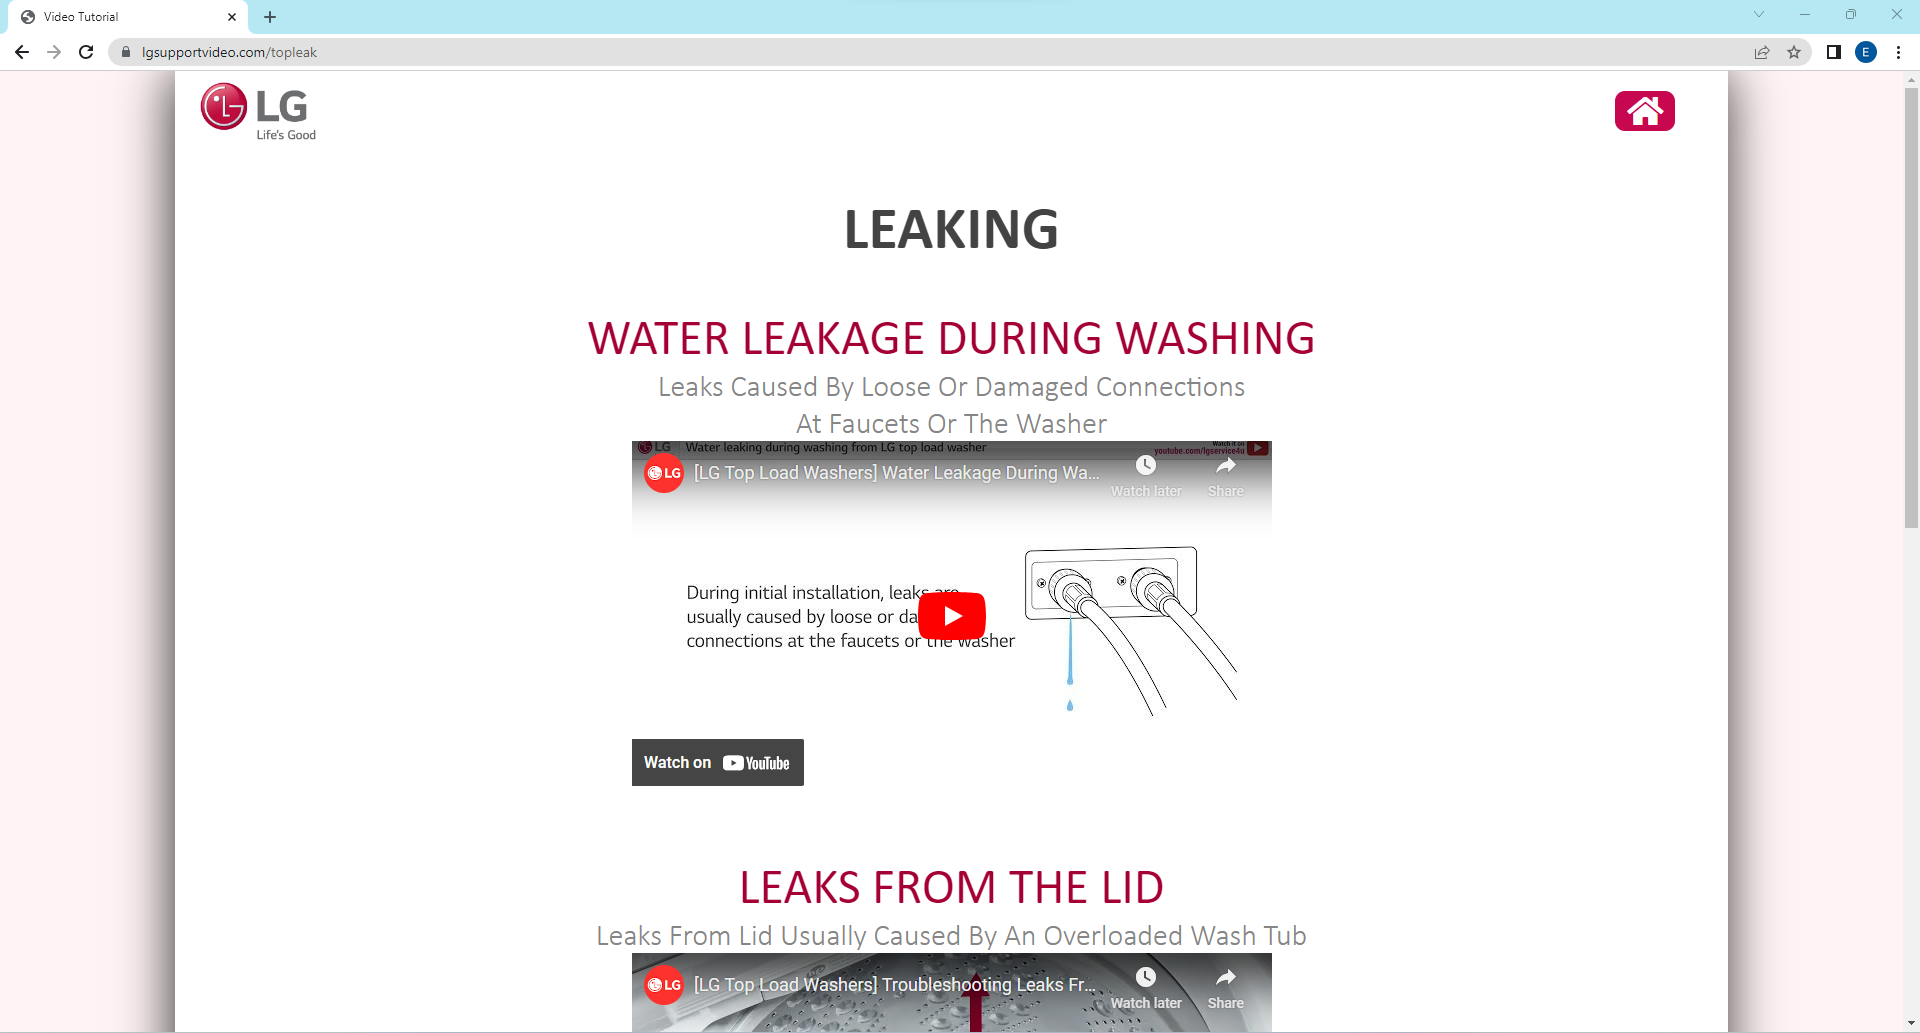 Video Tutorial
lgsupportvideo.com/topleak
E
LG
Life's Good
LEAKING
WATER LEAKAGE DURING WASHING
Leaks Caused By Loose Or Damaged Connections
At Faucets Or The Washer
LG Water leaking during washing from LG top load washer
Watch it on
youtube.com/lgservice4u
LG [LG Top Load Washers] Water Leakage During Wa...
Watch later Share
During initial installation, leaks are
usually caused by loose or da
connections at the faucets or the washer
Watch on YouTube
LEAKS FROM THE LID
Leaks From Lid Usually Caused By An Overloaded Wash Tub
LG [LG Top Load Washers] Troubleshooting Leaks Fr...
Watch later Share